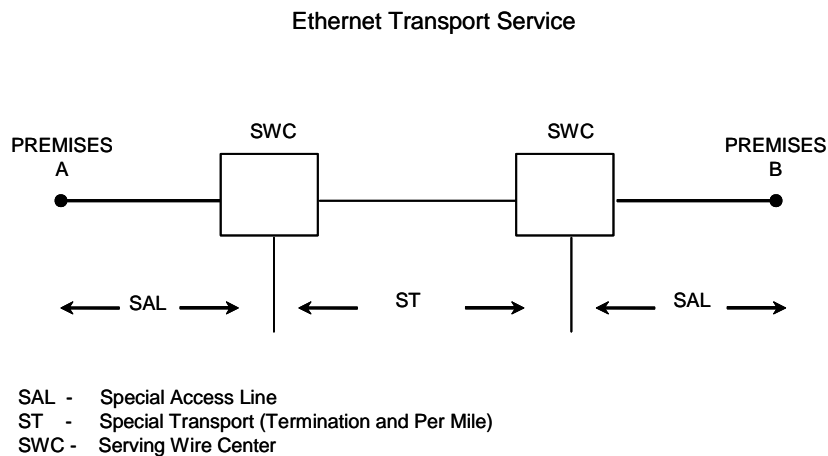 Ethernet Transport Service
SWC
SWC
PREMISES
A
PREMISES
B
SAL
ST
SAL
SAL - Special Access Line
ST - Special Transport (Termination and Per Mile)
SWC - Serving Wire Center